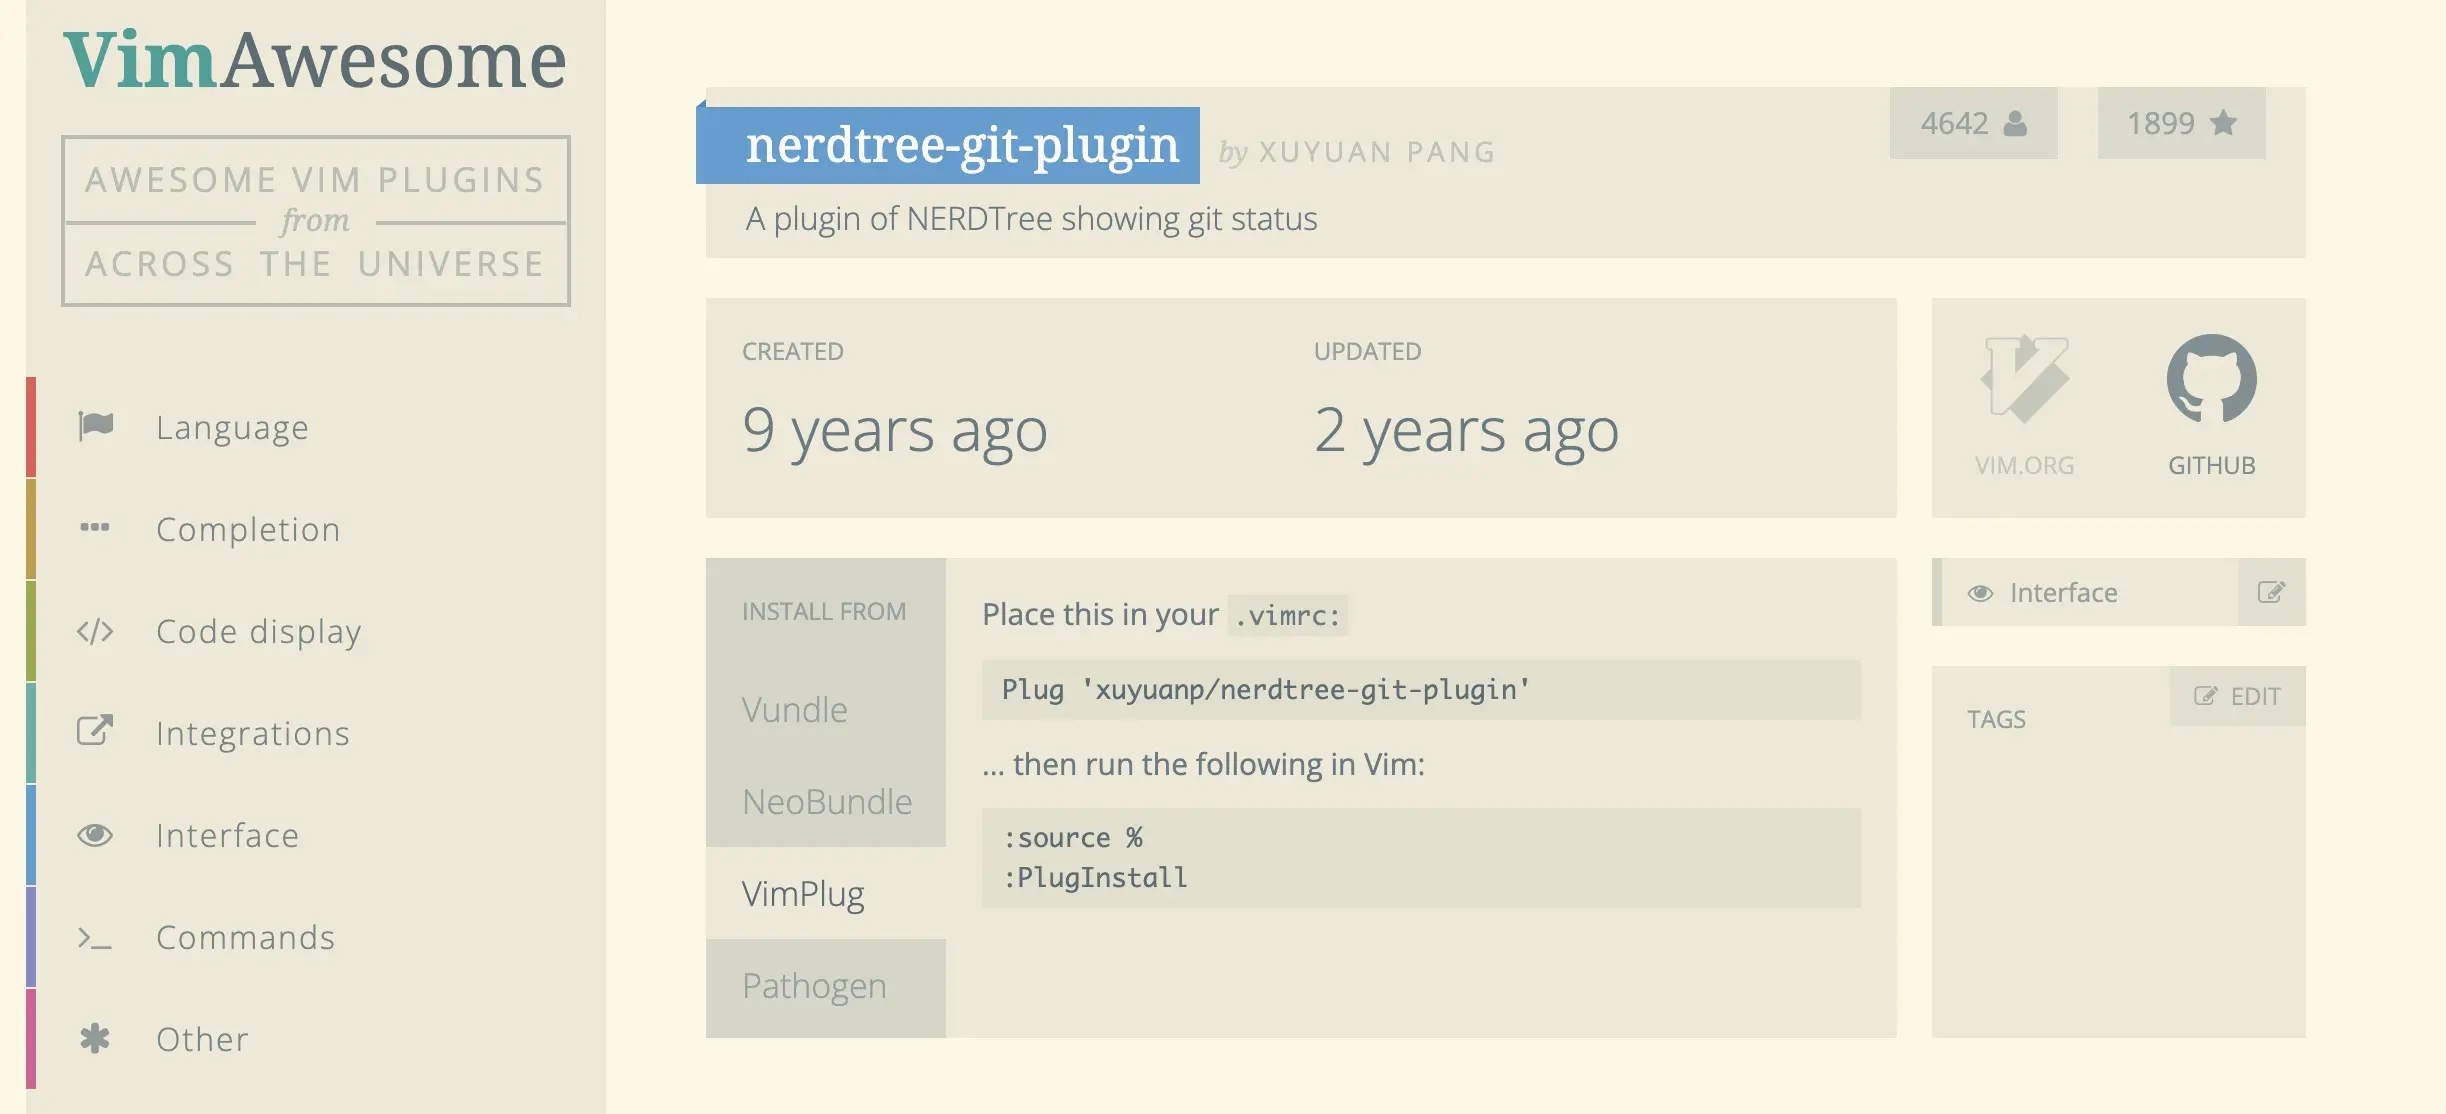 VimAwesome
AWESOME VIM PLUGINS
from
ACROSS THE UNIVERSE
Language
Completion
Code display
Integrations
Interface
Commands
Other
nerdtree-git-plugin by XUYUAN PANG
4642
1899
A plugin of NERDTree showing git status
CREATED
9 years ago
UPDATED
2 years ago
VIM.ORG
GITHUB
INSTALL FROM
Vundle
NeoBundle
VimPlug
Pathogen
Place this in your .vimrc:
Plug 'xuyuanp/nerdtree-git-plugin'
... then run the following in Vim:
:source %
:PlugInstall
Interface
TAGS
EDIT